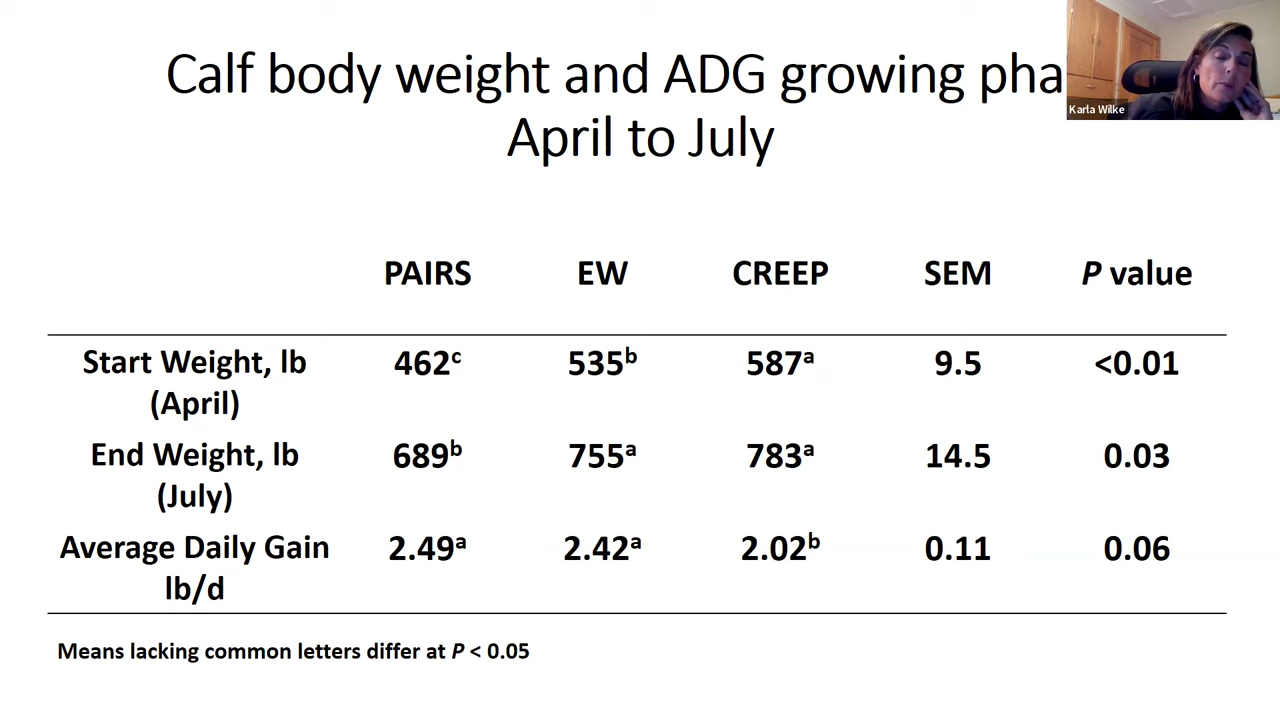 Calf body weight and ADG growing pha
April to July
Karla Wilke
PAIRS EW CREEP SEM P value
Start Weight, lb (April) 462ᶜ 535ᵇ 587ᵃ 9.5 <0.01
End Weight, lb (July) 689ᵇ 755ᵃ 783ᵃ 14.5 0.03
Average Daily Gain lb/d 2.49ᵃ 2.42ᵃ 2.02ᵇ 0.11 0.06
Means lacking common letters differ at P < 0.05